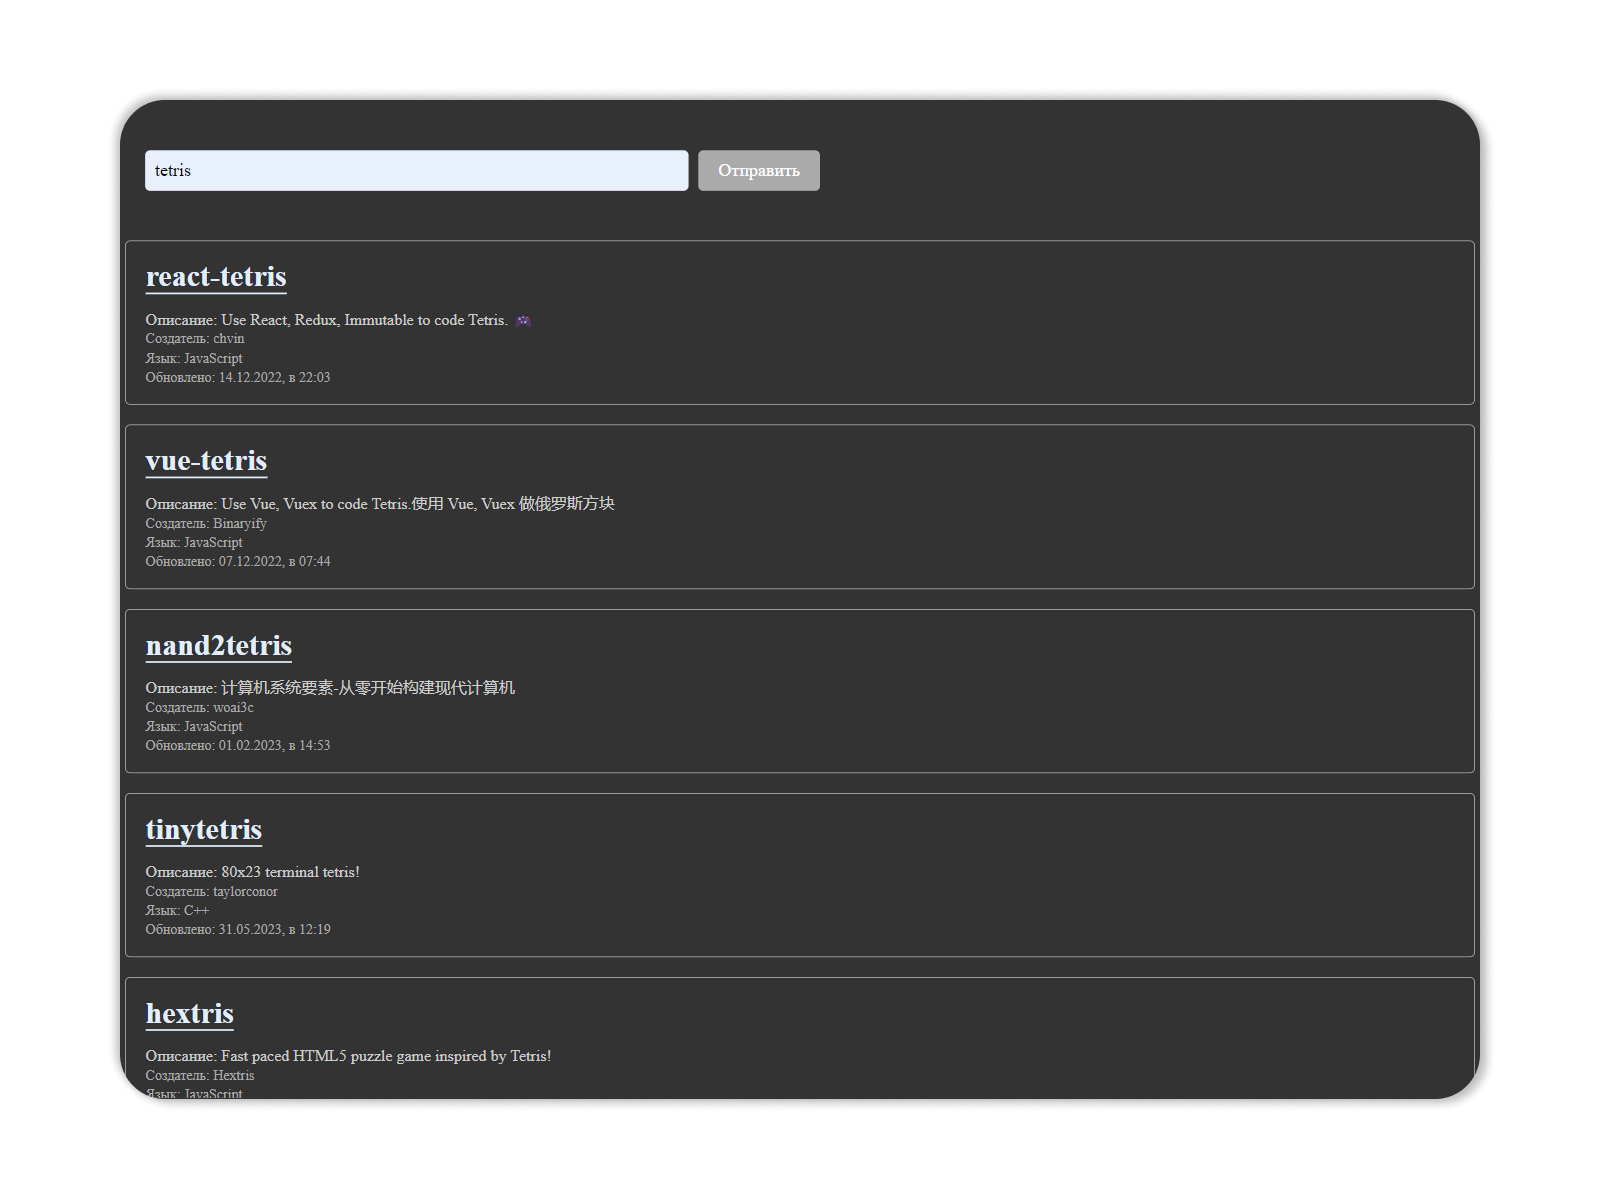 tetris
Отправить
react-tetris
Описание: Use React, Redux, Immutable to code Tetris. 🎮
Создатель: chvin
Язык: JavaScript
Обновлено: 14.12.2022, в 22:03
vue-tetris
Описание: Use Vue, Vuex to code Tetris.使用 Vue, Vuex 做俄罗斯方块
Создатель: Binaryify
Язык: JavaScript
Обновлено: 07.12.2022, в 07:44
nand2tetris
Описание: 计算机系统要素-从零开始构建现代计算机
Создатель: woai3c
Язык: JavaScript
Обновлено: 01.02.2023, в 14:53
tinytetris
Описание: 80x23 terminal tetris!
Создатель: taylorconor
Язык: C++
Обновлено: 31.05.2023, в 12:19
hextris
Описание: Fast paced HTML5 puzzle game inspired by Tetris!
Создатель: Hextris
Язык: JavaScript